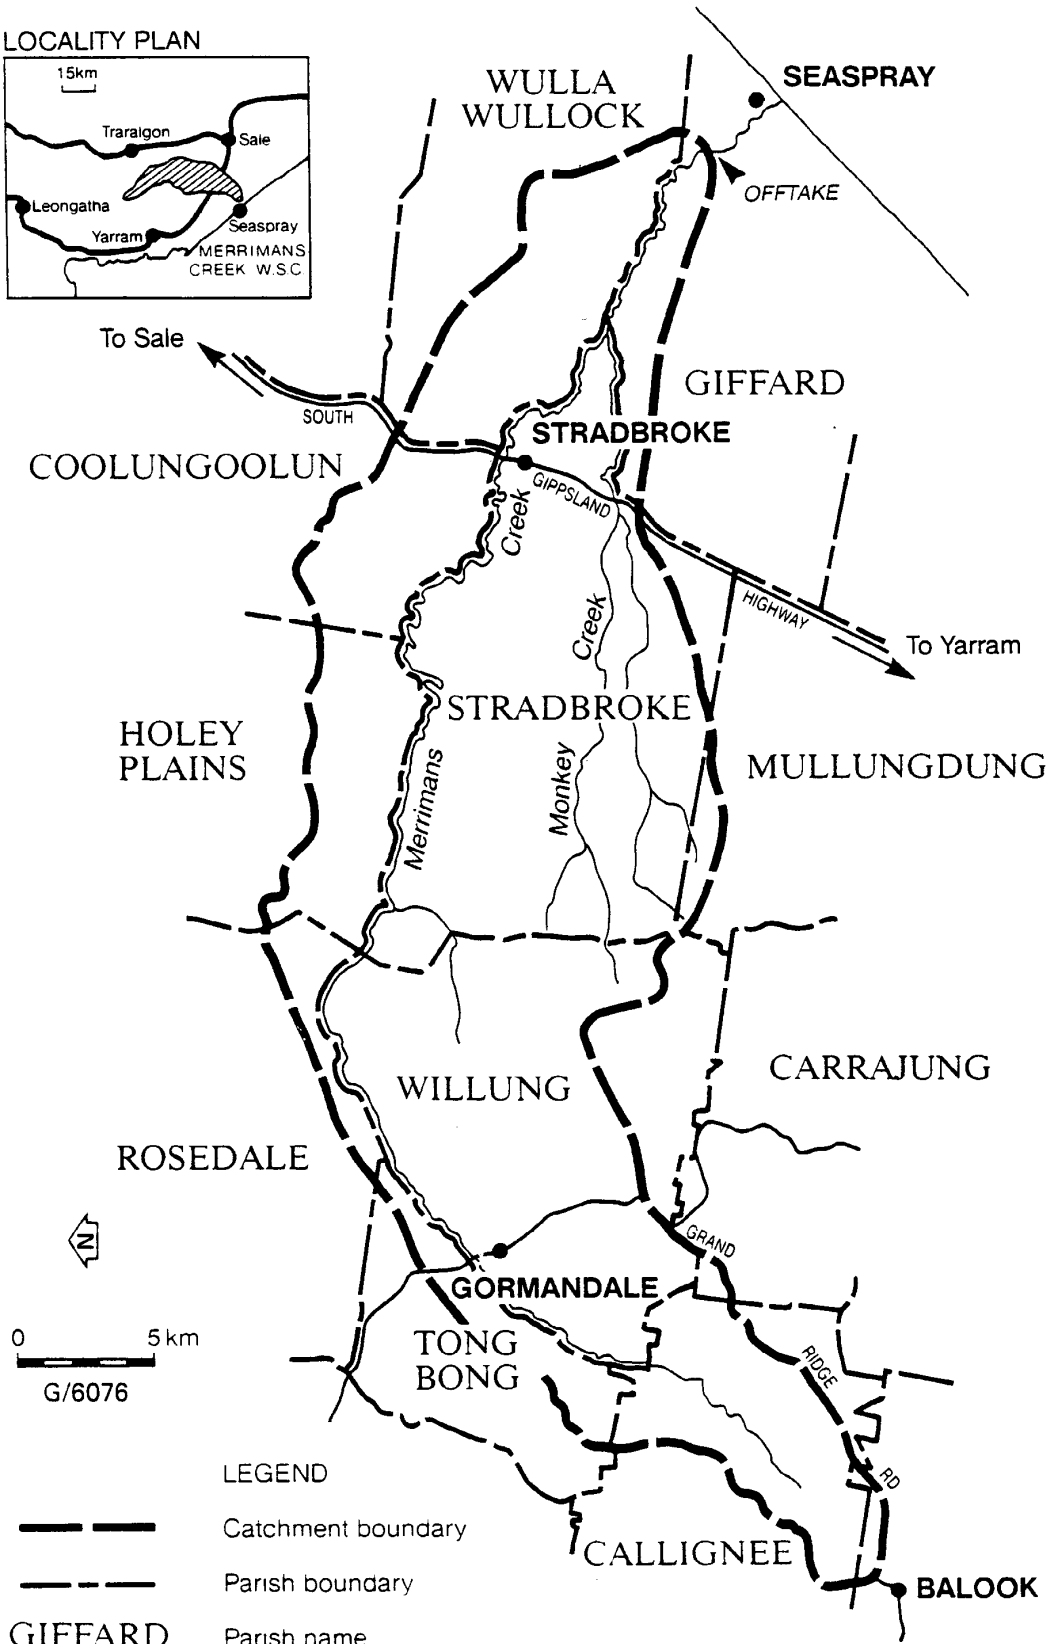 LOCALITY PLAN
15km
Traralgon
Sale
Leongatha
Yarram
Seaspray
MERRIMANS
CREEK W.S.C.
WULLA
WULLOCK
SEASPRAY
OFFTAKE
To Sale
SOUTH
GIFFARD
STRADBROKE
COOLUNGOOLUN
GIPPSLAND
Creek
HIGHWAY
Creek
To Yarram
STRADBROKE
HOLEY
PLAINS
MULLUNGDUNG
Monkey
Merrimans
CARRAJUNG
WILLUNG
ROSEDALE
N
GRAND
GORMANDALE
0 5 km
G/6076
TONG
BONG
RIDGE
RD
LEGEND
Catchment boundary
CALLIGNEE
Parish boundary
BALOOK
GIFFARD Parish name